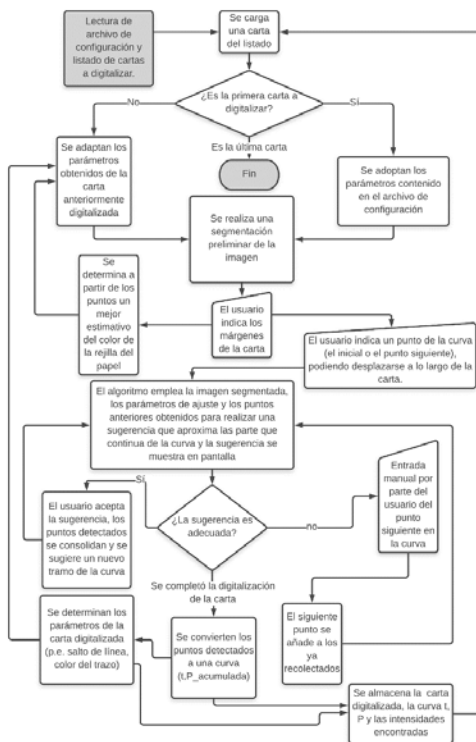 Lectura de
archivo de
configuración y
listado de cartas
a digitalizar.
Se carga
una carta
del listado
¿Es la primera carta a
digitalizar?
No
Sí
Es la última carta
Fin
Se adaptan los
parámetros
obtenidos de la
carta
anteriormente
digitalizada
Se adoptan los
parámetros contenido
en el archivo de
configuración
Se realiza una
segmentación
preliminar de la
imagen
Se
determina a
partir de los
puntos un
mejor
estimativo
del color de
la rejilla del
papel
El usuario
indica los
márgenes
de la carta
El usuario indica un punto de la curva
(el inicial o el punto siguiente),
podiendo desplazarse a lo largo de la
carta.
El algoritmo emplea la imagen segmentada,
los parámetros de ajuste y los puntos
anteriores obtenidos para realizar una
sugerencia que aproxima las parte que
continua de la curva y la sugerencia se
muestra en pantalla
Sí
El usuario acepta
la sugerencia, los
puntos detectados
se consolidan y se
sugiere un nuevo
tramo de la curva
¿La sugerencia es
adecuada?
no
Entrada
manual por
parte del
usuario del
punto
siguiente en
la curva
Se completó la digitalización
de la carta
El siguiente
punto se
añade a los
ya
recolectados
Se determinan los
parámetros de la
carta digitalizada
(p.e. salto de línea,
color del trazo)
Se convierten los
puntos detectados
a una curva
(t,P_acumulada)
Se almacena la carta
digitalizada, la curva t,
P y las intensidades
encontradas